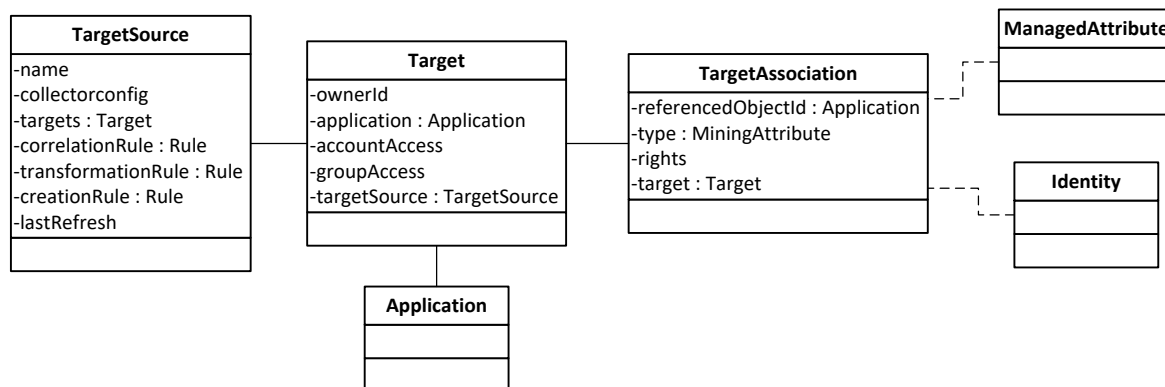 TargetSource
-name
-collectorconfig
-targets : Target
-correlationRule : Rule
-transformationRule : Rule
-creationRule : Rule
-lastRefresh
Target
-ownerId
-application : Application
-accountAccess
-groupAccess
-targetSource : TargetSource
TargetAssociation
-referencedObjectId : Application
-type : MiningAttribute
-rights
-target : Target
ManagedAttribute
Identity
Application